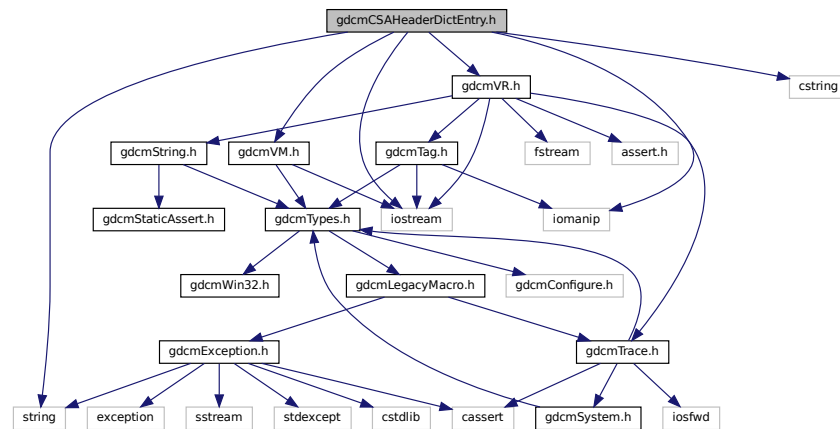 gdcmCSAHeaderDictEntry.h
gdcmVR.h
cstring
gdcmString.h
gdcmVM.h
gdcmTag.h
fstream
assert.h
gdcmStaticAssert.h
gdcmTypes.h
iostream
iomanip
gdcmWin32.h
gdcmLegacyMacro.h
gdcmConfigure.h
gdcmException.h
gdcmTrace.h
string
exception
sstream
stdexcept
cstdlib
cassert
gdcmSystem.h
iosfwd